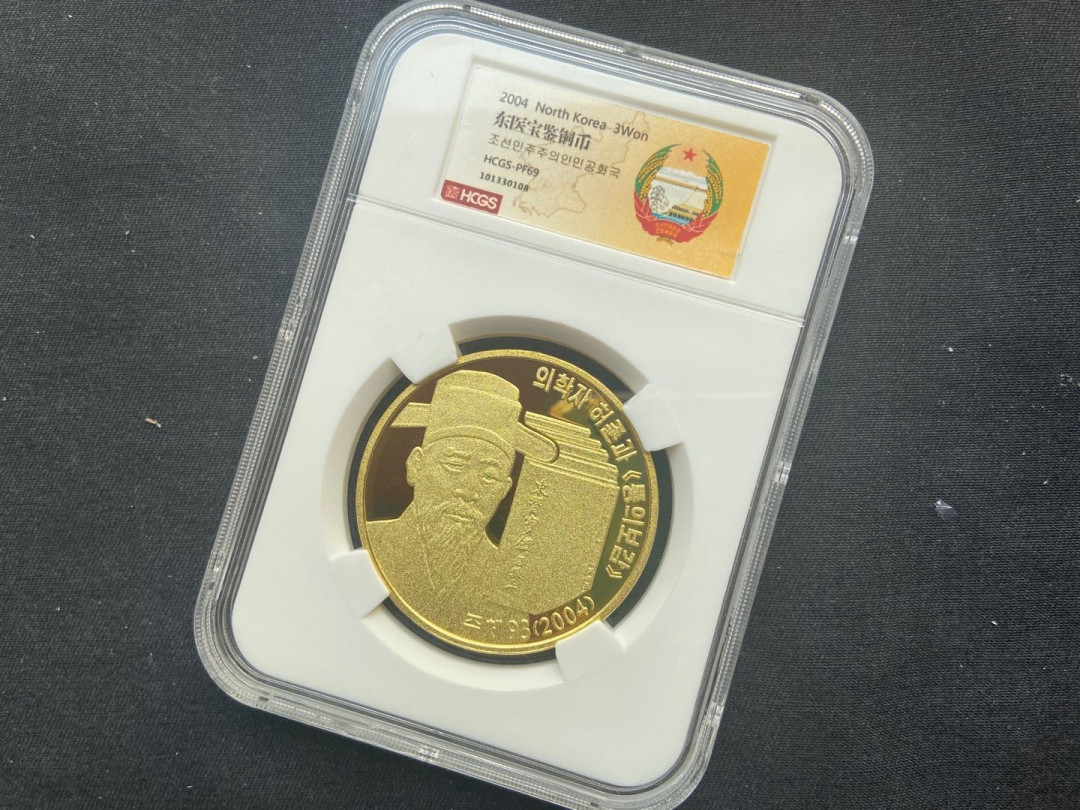 2004 North Korea 3Won
东医宝鉴铜币
조선민주주의인민공화국
HCGS-PF69
101330108
HCGS
의학자 허준과 《동의보감》
주체93(2004)